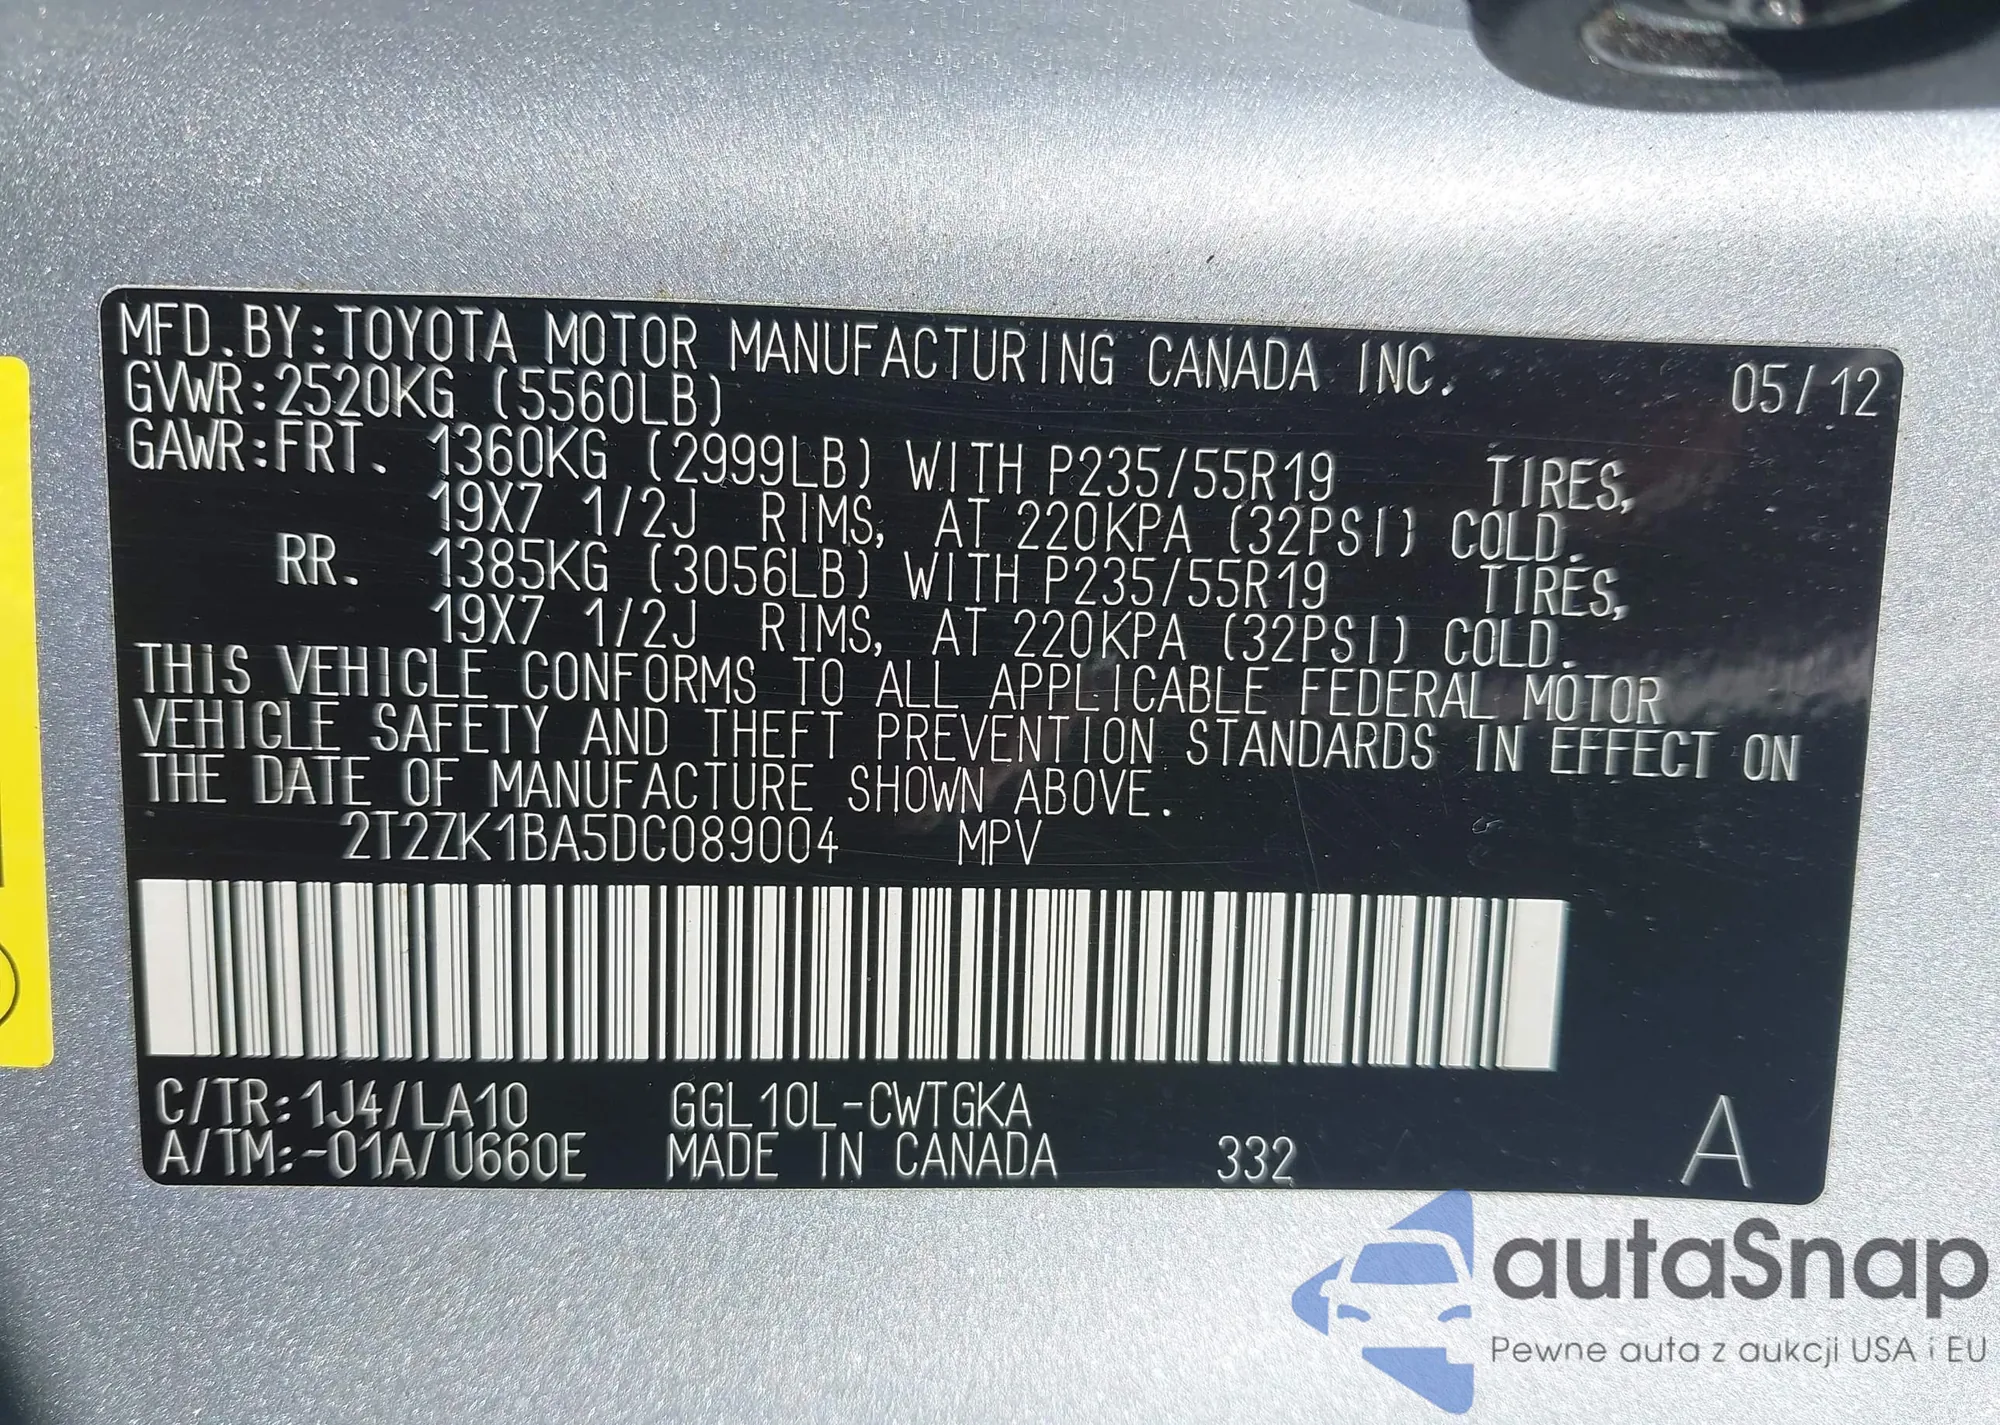 MFD.BY:TOYOTA MOTOR MANUFACTURING CANADA INC. 05/12
GVWR:2520KG (5560LB)
GAWR:FRT. 1360KG (2999LB) WITH P235/55R19 TIRES,
19X7 1/2J RIMS, AT 220KPA (32PSI) COLD.
RR. 1385KG (3056LB) WITH P235/55R19 TIRES,
19X7 1/2J RIMS, AT 220KPA (32PSI) COLD.
THIS VEHICLE CONFORMS TO ALL APPLICABLE FEDERAL MOTOR
VEHICLE SAFETY AND THEFT PREVENTION STANDARDS IN EFFECT ON
THE DATE OF MANUFACTURE SHOWN ABOVE.
2T2ZK1BA5DC089004 MPV
C/TR:1J4/LA10 GGL10L-CWTGKA
A/TM:-01A/U660E MADE IN CANADA 332 A
autaSnap
Pewne auta z aukcji USA i EU